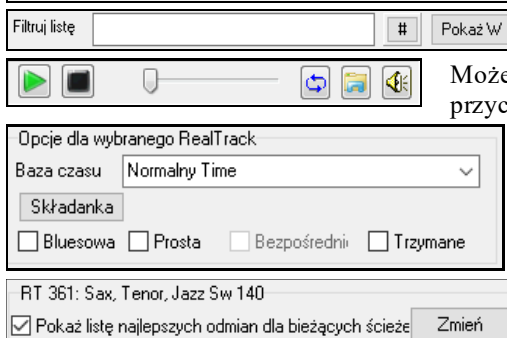 Filtruj listę # Pokaż W
Może
przyc
Opcje dla wybranego RealTrack
Baza czasu Normalny Time
Składanka
Bluesowa Prosta Bezpośredni Trzymane
RT 361: Sax, Tenor, Jazz Sw 140
Pokaż listę najlepszych odmian dla bieżących ścieże Zmień